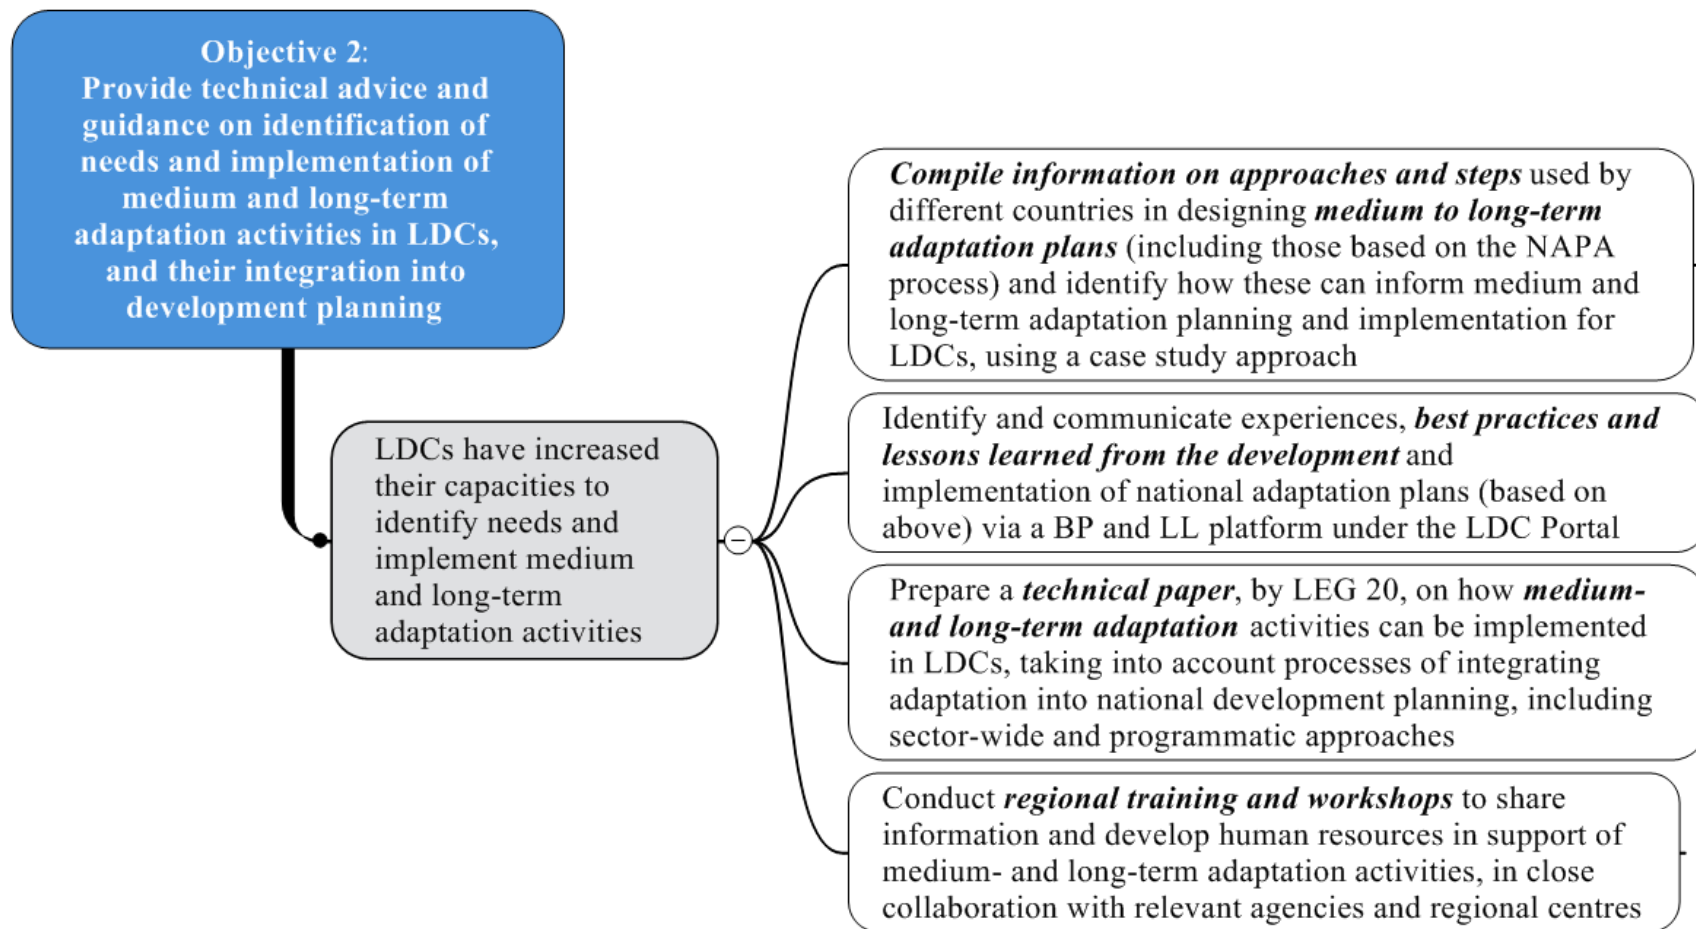 Objective 2:
Provide technical advice and
guidance on identification of
needs and implementation of
medium and long-term
adaptation activities in LDCs,
and their integration into
development planning
LDCs have increased
their capacities to
identify needs and
implement medium
and long-term
adaptation activities
Compile information on approaches and steps used by
different countries in designing medium to long-term
adaptation plans (including those based on the NAPA
process) and identify how these can inform medium and
long-term adaptation planning and implementation for
LDCs, using a case study approach
Identify and communicate experiences, best practices and
lessons learned from the development and
implementation of national adaptation plans (based on
above) via a BP and LL platform under the LDC Portal
Prepare a technical paper, by LEG 20, on how medium-
and long-term adaptation activities can be implemented
in LDCs, taking into account processes of integrating
adaptation into national development planning, including
sector-wide and programmatic approaches
Conduct regional training and workshops to share
information and develop human resources in support of
medium- and long-term adaptation activities, in close
collaboration with relevant agencies and regional centres